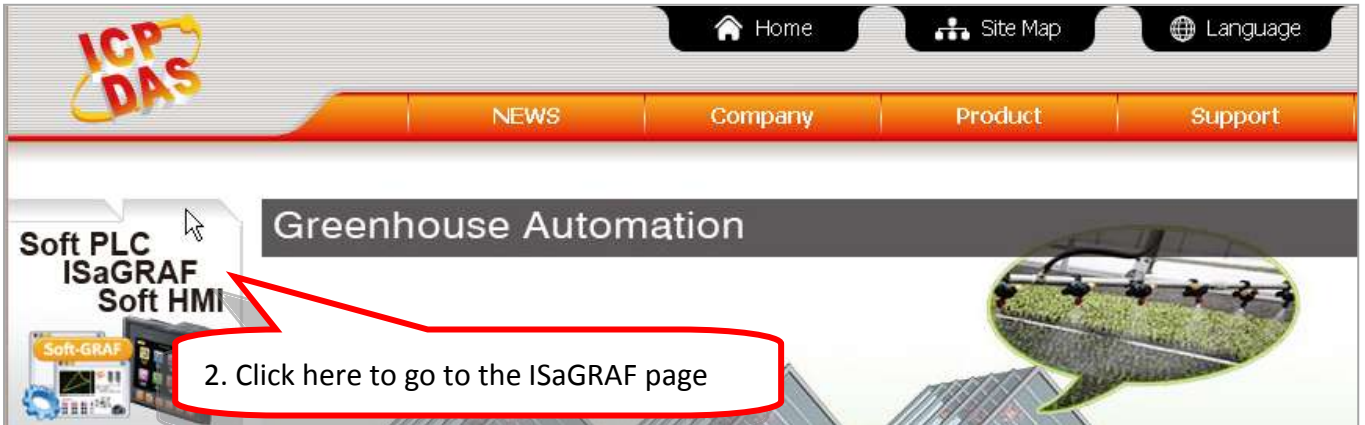 ICP
DAS
Home
Site Map
Language
NEWS
Company
Product
Support
Greenhouse Automation
Soft PLC
ISaGRAF
Soft HMI
Soft-GRAF
2. Click here to go to the ISaGRAF page